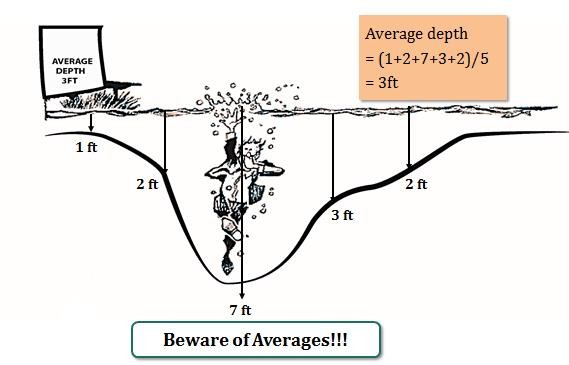 AVERAGE
DEPTH
3FT
Average depth
= (1+2+7+3+2)/5
= 3ft
1 ft
2 ft
7 ft
3 ft
2 ft
Beware of Averages!!!